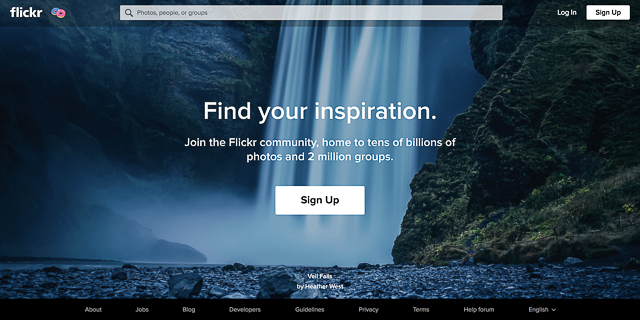 flickr
Photos, people, or groups
Log In
Sign Up
Find your inspiration.
Join the Flickr community, home to tens of billions of
photos and 2 million groups.
Sign Up
Veil Falls
by Heather West
About Jobs Blog Developers Guidelines Privacy Terms Help forum English